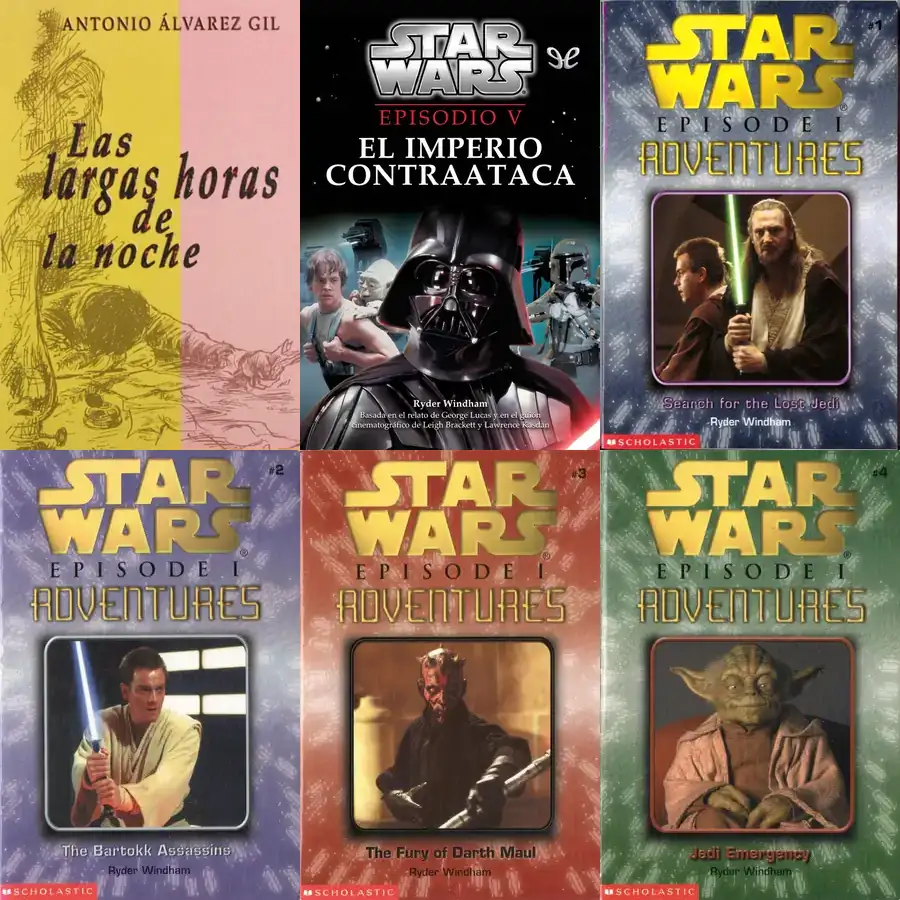 ANTONIO ÁLVAREZ GIL
Las
largas horas
de
la noche
STAR
WARS
EPISODIO V
EL IMPERIO
CONTRAATACA
Ryder Windham
Basada en el relato de George Lucas y en el guión
cinematográfico de Leigh Brackett y Lawrence Kasdan
#1
STAR
WARS®
EPISODE I
ADVENTURES
Search for the Lost Jedi
Ryder Windham
SCHOLASTIC
#2
STAR
WARS®
EPISODE I
ADVENTURES
The Bartokk Assassins
Ryder Windham
SCHOLASTIC
#3
STAR
WARS®
EPISODE I
ADVENTURES
The Fury of Darth Maul
Ryder Windham
SCHOLASTIC
#4
STAR
WARS®
EPISODE I
ADVENTURES
Jedi Emergency
Ryder Windham
SCHOLASTIC